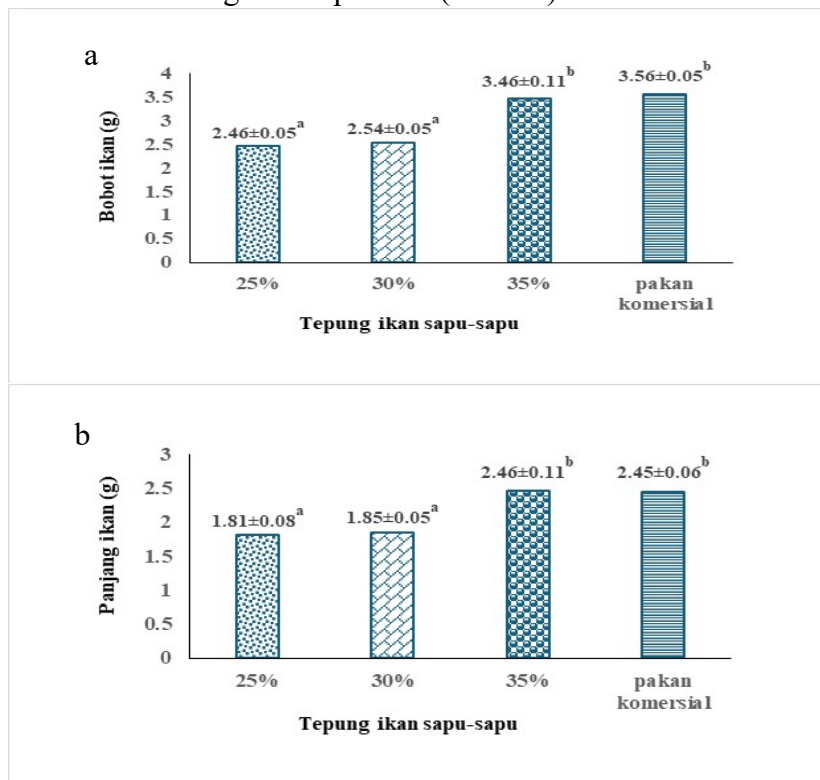 a
4
3.5
3
2.5
2
1.5
1
0.5
0
Bobot ikan (g)
2.46±0.05ᵃ
2.54±0.05ᵃ
3.46±0.11ᵇ
3.56±0.05ᵇ
25%
30%
35%
pakan
komersial
Tepung ikan sapu-sapu
b
3
2.5
2
1.5
1
0.5
0
Panjang ikan (g)
1.81±0.08ᵃ
1.85±0.05ᵃ
2.46±0.11ᵇ
2.45±0.06ᵇ
25%
30%
35%
pakan
komersial
Tepung ikan sapu-sapu